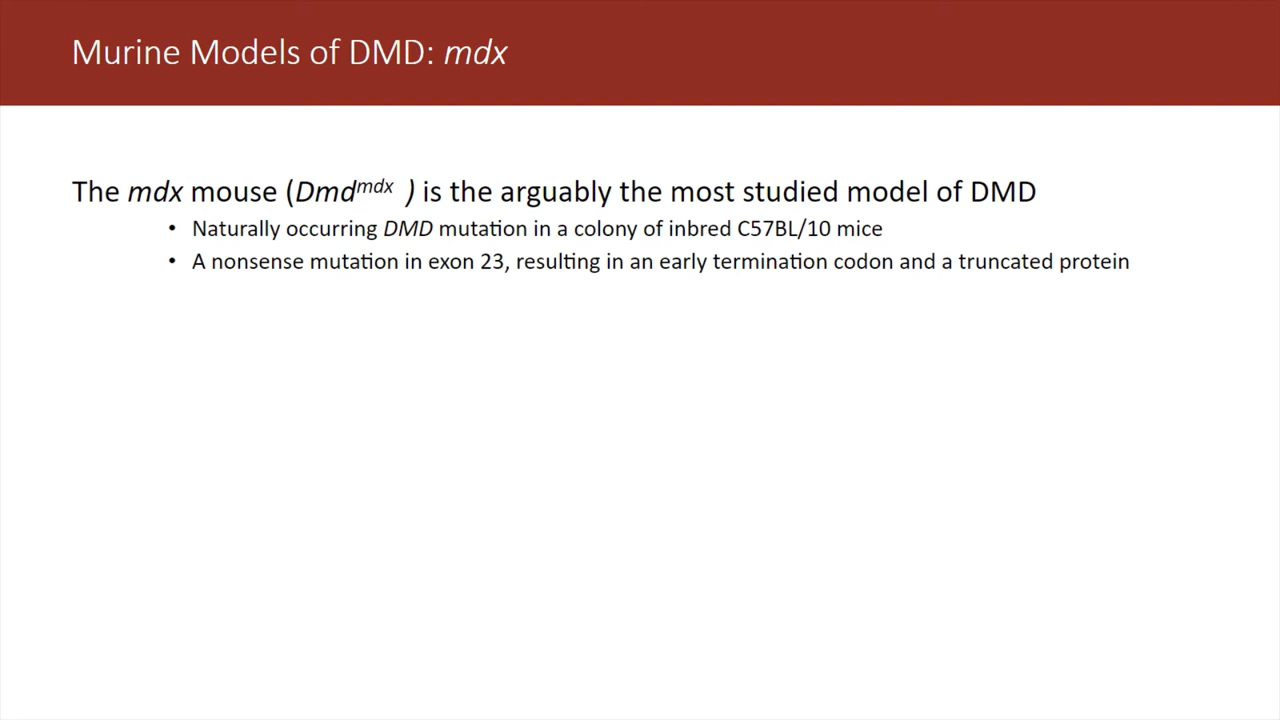 Murine Models of DMD: mdx
The mdx mouse (Dmdmdx ) is the arguably the most studied model of DMD
• Naturally occurring DMD mutation in a colony of inbred C57BL/10 mice
• A nonsense mutation in exon 23, resulting in an early termination codon and a truncated protein